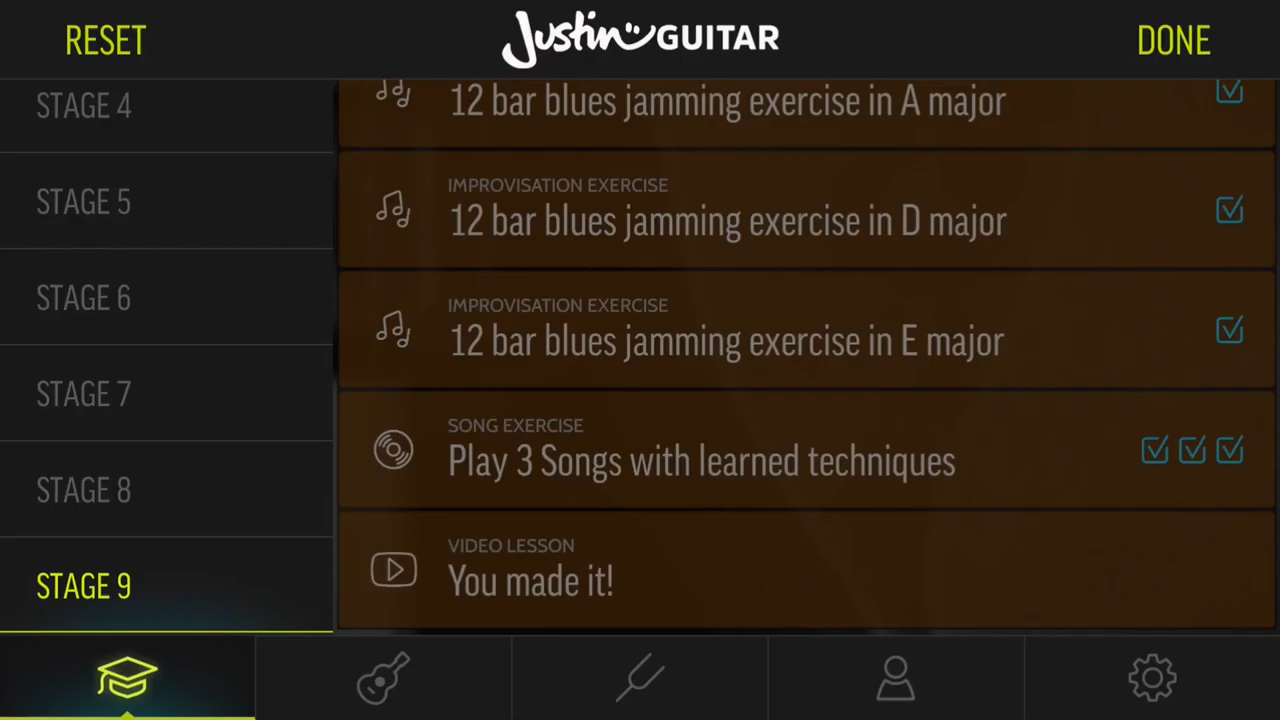 RESET
Justin GUITAR
DONE
STAGE 4
STAGE 5
STAGE 6
STAGE 7
STAGE 8
STAGE 9
12 bar blues jamming exercise in A major
IMPROVISATION EXERCISE
12 bar blues jamming exercise in D major
IMPROVISATION EXERCISE
12 bar blues jamming exercise in E major
SONG EXERCISE
Play 3 Songs with learned techniques
VIDEO LESSON
You made it!